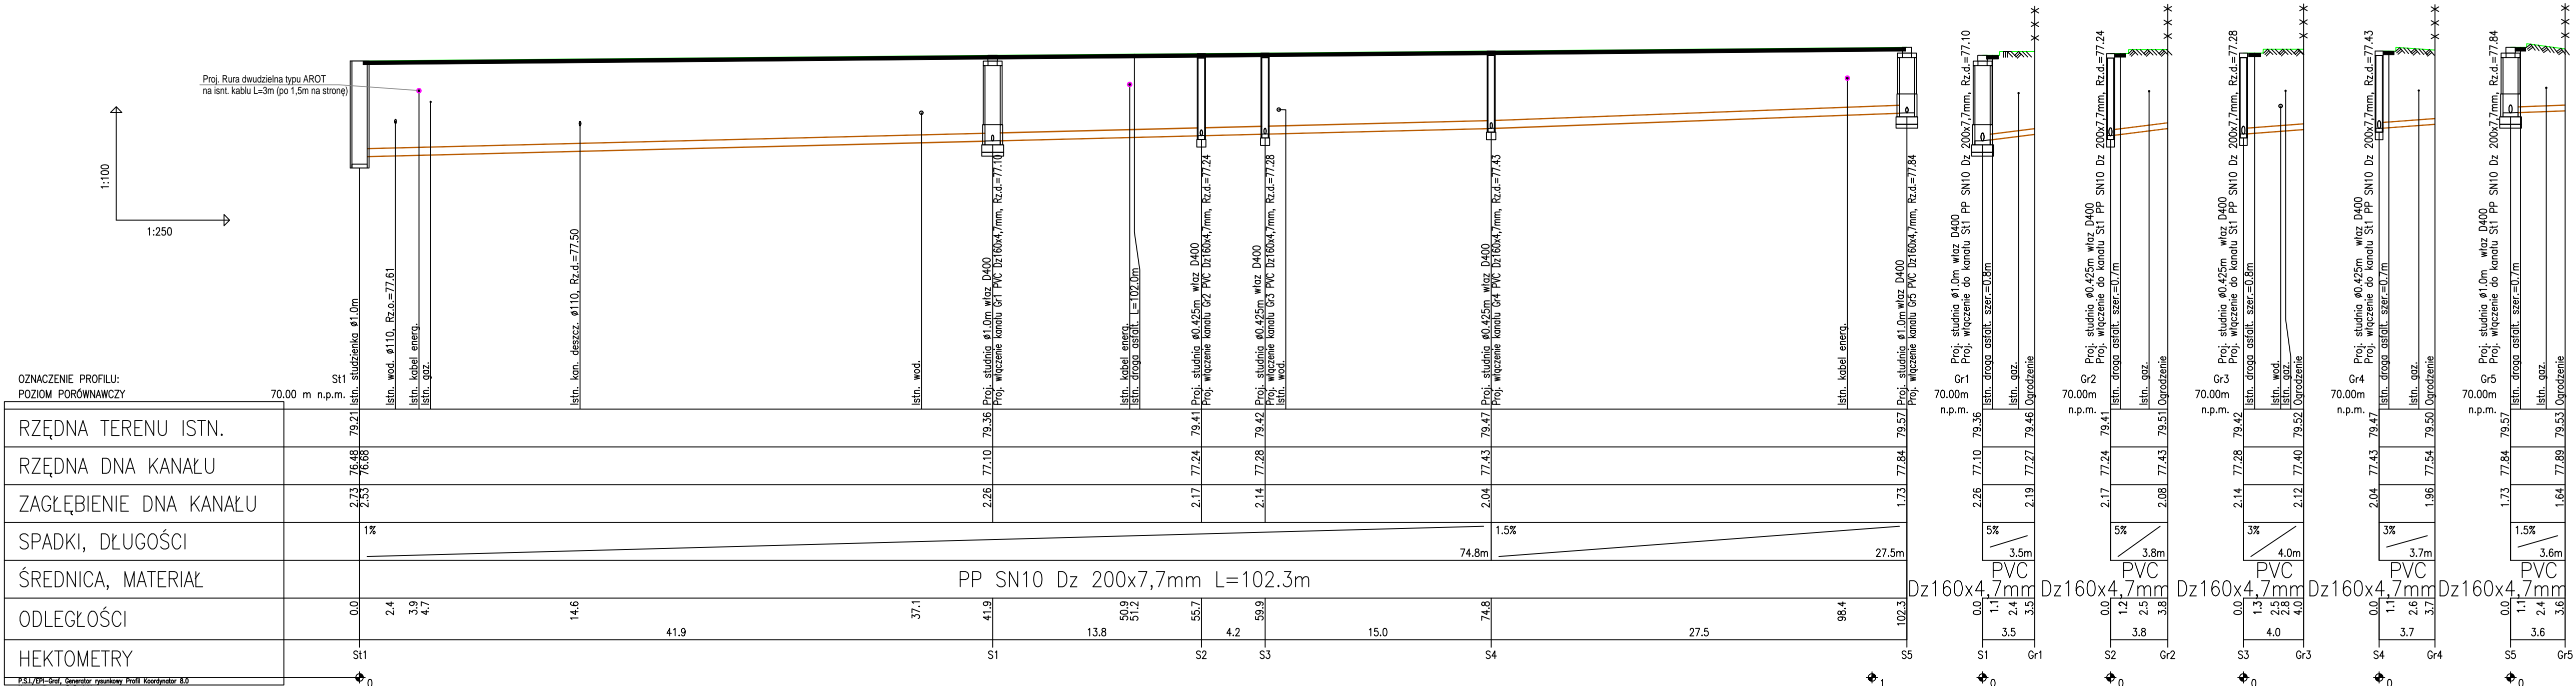 Proj. Rura dwudzielna typu AROT
na isnt. kablu L=3m (po 1,5m na stronę)
1:100
1:250
OZNACZENIE PROFILU:
St1
POZIOM PORÓWNAWCZY
70.00 m n.p.m.
Istn. studzienka ø1.0m
Istn. wod. ø110, Rz.o.=77.61
Istn. kabel energ.
Istn. gaz.
Istn. kan. deszcz. ø110, Rz.d.=77.50
Istn. wod.
Proj. studnia ø1.0m właz D400
Proj. włączenie kanału Gr1 PVC Dz160x4,7mm, Rz.d.=77.10
Istn. kabel energ.
Istn. droga asfalt. L=102.0m
Proj. studnia ø0.425m właz D400
Proj. włączenie kanału Gr2 PVC Dz160x4,7mm, Rz.d.=77.24
Proj. studnia ø0.425m właz D400
Proj. włączenie kanału Gr3 PVC Dz160x4,7mm, Rz.d.=77.28
Istn. wod.
Proj. studnia ø0.425m właz D400
Proj. włączenie kanału Gr4 PVC Dz160x4,7mm, Rz.d.=77.43
Istn. kabel energ.
Proj. studnia ø1.0m właz D400
Proj. włączenie kanału Gr5 PVC Dz160x4,7mm, Rz.d.=77.84
Gr1
70.00m
n.p.m.
Proj. studnia ø1.0m właz D400
Proj. włączenie do kanału St1 PP SN10 Dz 200x7,7mm, Rz.d.=77.10
Istn. droga asfalt. szer.=0.8m
Istn. gaz.
Ogrodzenie
Gr2
70.00m
n.p.m.
Proj. studnia ø0.425m właz D400
Proj. włączenie do kanału St1 PP SN10 Dz 200x7,7mm, Rz.d.=77.24
Istn. droga asfalt. szer.=0.7m
Istn. gaz.
Ogrodzenie
Gr3
70.00m
n.p.m.
Proj. studnia ø0.425m właz D400
Proj. włączenie do kanału St1 PP SN10 Dz 200x7,7mm, Rz.d.=77.28
Istn. droga asfalt. szer.=0.8m
Istn. wod.
Istn. gaz.
Ogrodzenie
Gr4
70.00m
n.p.m.
Proj. studnia ø0.425m właz D400
Proj. włączenie do kanału St1 PP SN10 Dz 200x7,7mm, Rz.d.=77.43
Istn. droga asfalt. szer.=0.7m
Istn. gaz.
Ogrodzenie
Gr5
70.00m
n.p.m.
Proj. studnia ø1.0m właz D400
Proj. włączenie do kanału St1 PP SN10 Dz 200x7,7mm, Rz.d.=77.84
Istn. droga asfalt. szer.=0.7m
Istn. gaz.
Ogrodzenie
RZĘDNA TERENU ISTN.
79.21 79.36 79.41 79.42 79.47 79.57 79.36 79.46 79.41 79.51 79.42 79.52 79.47 79.50 79.57 79.53
RZĘDNA DNA KANAŁU
76.48 76.68 77.10 77.24 77.28 77.43 77.84 77.10 77.27 77.24 77.43 77.28 77.40 77.43 77.54 77.84 77.89
ZAGŁĘBIENIE DNA KANAŁU
2.73 2.53 2.26 2.17 2.14 2.04 1.73 2.26 2.19 2.17 2.08 2.14 2.12 2.04 1.96 1.73 1.64
SPADKI, DŁUGOŚCI
1% 74.8m 1.5% 27.5m 5% 3.5m 5% 3.8m 3% 4.0m 3% 3.7m 1.5% 3.6m
ŚREDNICA, MATERIAŁ
PP SN10 Dz 200x7,7mm L=102.3m
PVC
Dz160x4,7mm
PVC
Dz160x4,7mm
PVC
Dz160x4,7mm
PVC
Dz160x4,7mm
PVC
Dz160x4,7mm
ODLEGŁOŚCI
0.0 2.4 3.9 4.7 14.6 37.1 41.9 50.9 51.2 55.7 59.9 74.8 98.4 102.3 0.0 1.1 2.4 3.5 0.0 1.2 2.5 3.8 0.0 1.3 2.5 2.8 4.0 0.0 1.1 2.6 3.7 0.0 1.1 2.4 3.6
41.9 13.8 4.2 15.0 27.5 3.5 3.8 4.0 3.7 3.6
HEKTOMETRY
St1 S1 S2 S3 S4 S5 S1 Gr1 S2 Gr2 S3 Gr3 S4 Gr4 S5 Gr5
0 1 0 0 0 0 0
P.S.I./EPI-Graf, Generator rysunkowy Profil Koordynator 8.0